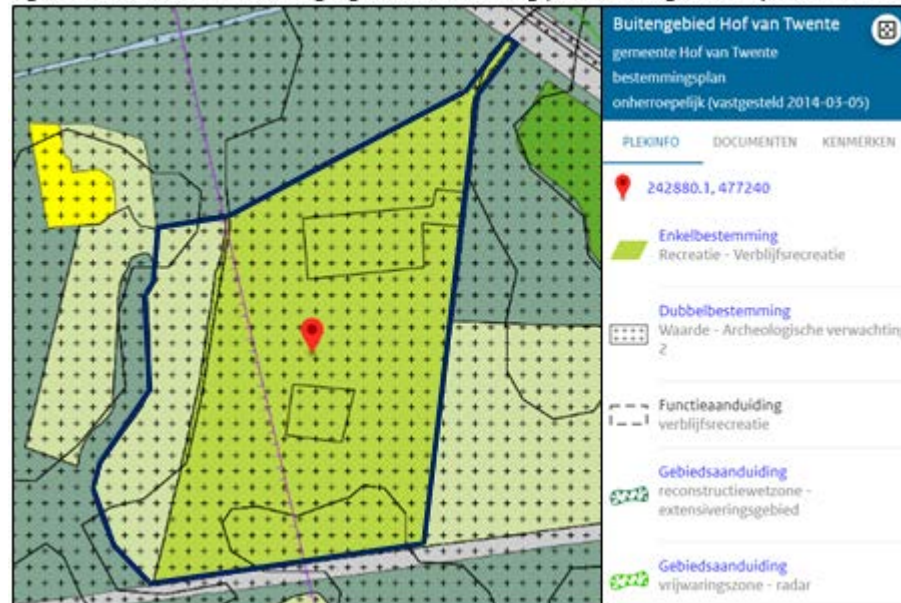 Buitengebied Hof van Twente
gemeente Hof van Twente
bestemmingsplan
onherroepelijk (vastgesteld 2014-03-05)
PLEKINFO DOCUMENTEN KENMERKEN
242880.1, 477240
Enkelbestemming
Recreatie - Verblijfsrecreatie
Dubbelbestemming
Waarde - Archeologische verwachting
2
Functieaanduiding
verblijfsrecreatie
Gebiedsaanduiding
reconstructiewetzone -
extensiveringsgebied
Gebiedsaanduiding
vrijwaringszone - radar